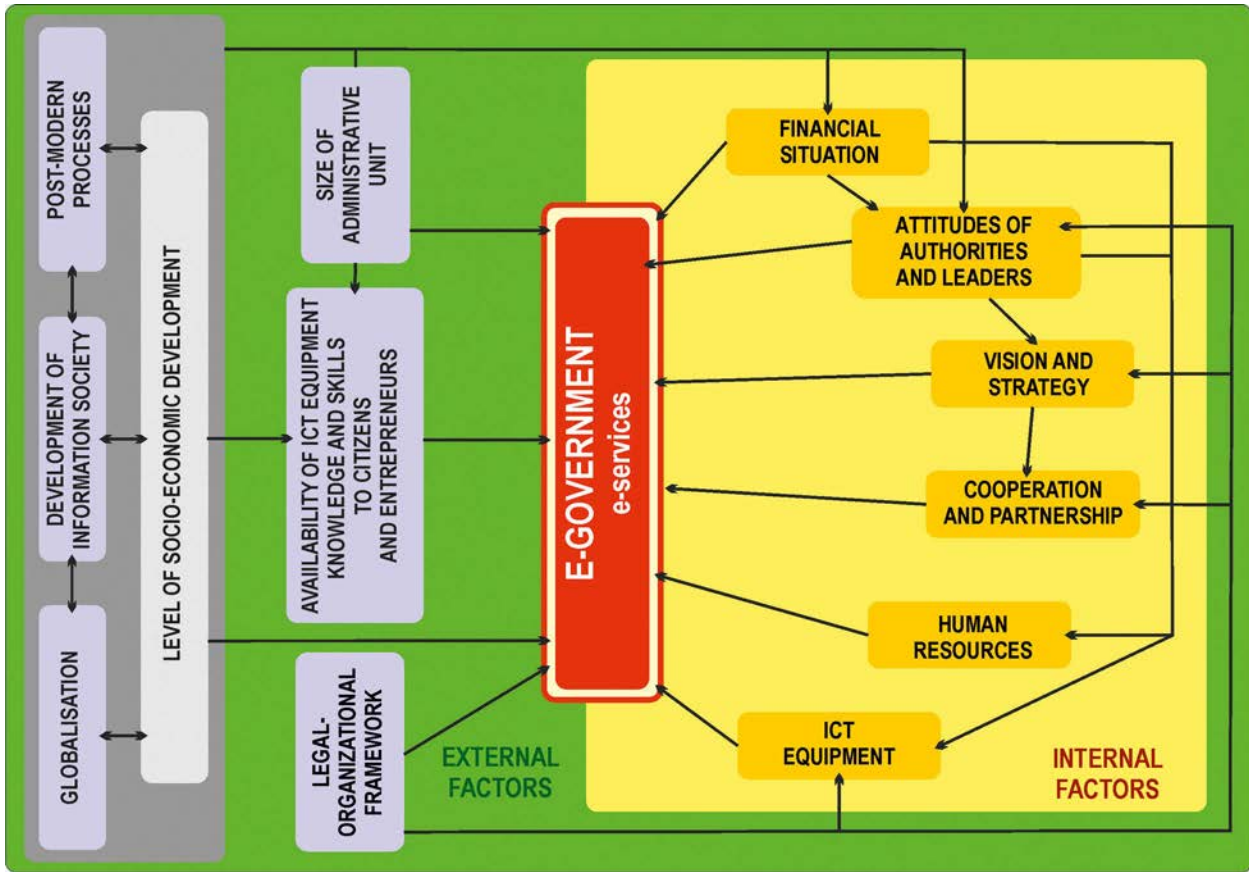 POST-MODERN
PROCESSES
DEVELOPMENT OF
INFORMATION SOCIETY
GLOBALISATION
LEVEL OF SOCIO-ECONOMIC DEVELOPMENT
SIZE OF
ADMINISTRATIVE
UNIT
AVAIILABILITY OF ICT EQUIPMENT
KNOWLEDGE AND SKILLS
TO CITIZENS
AND ENTREPRENEURS
LEGAL-
ORGANIZATIONAL
FRAMEWORK
EXTERNAL
FACTORS
E-GOVERNMENT
e-services
FINANCIAL
SITUATION
ATTITUDES OF
AUTHORITIES
AND LEADERS
VISION AND
STRATEGY
COOPERATION
AND PARTNERSHIP
HUMAN
RESOURCES
ICT
EQUIPMENT
INTERNAL
FACTORS